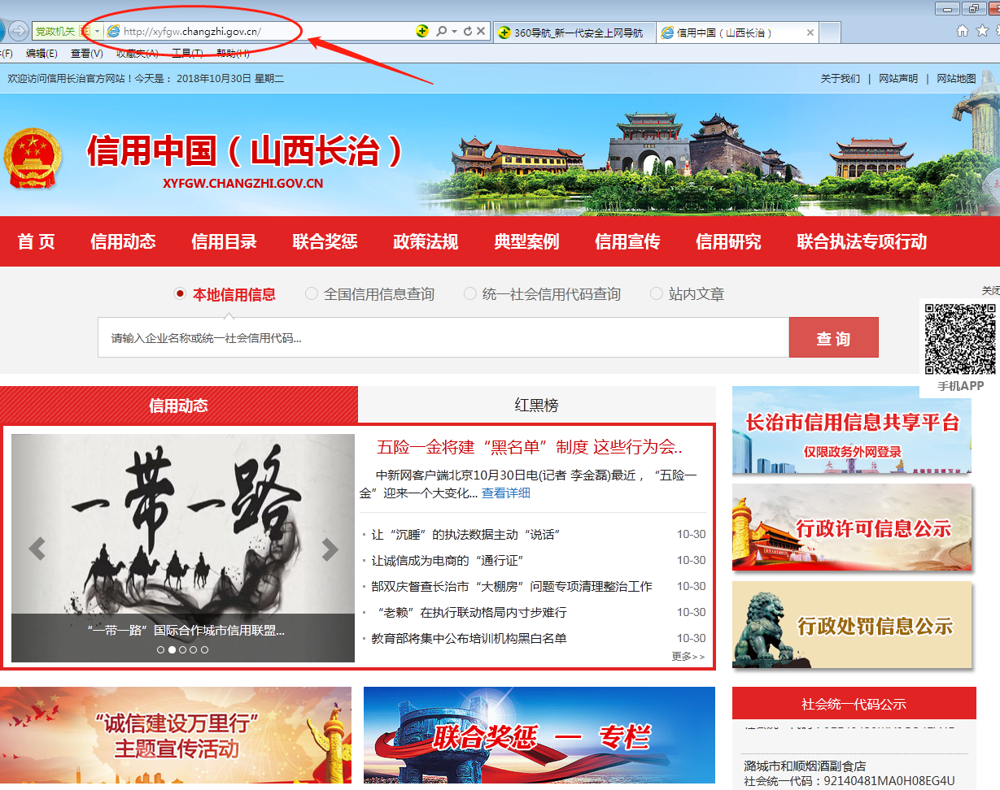 党政机关 http://xyfgw.changzhi.gov.cn/ 360导航_新一代安全上网导航 信用中国（山西长治）
(F) 编辑(E) 查看(V) 收藏夹(A) 工具(T) 帮助(H)
欢迎访问信用长治官方网站！今天是： 2018年10月30日 星期二 关于我们 | 网站声明 | 网站地图
信用中国（山西长治）
XYFGW.CHANGZHI.GOV.CN
首 页 信用动态 信用目录 联合奖惩 政策法规 典型案例 信用宣传 信用研究 联合执法专项行动
本地信用信息 全国信用信息查询 统一社会信用代码查询 站内文章
关闭
请输入企业名称或统一社会信用代码... 查 询
手机APP
信用动态 红黑榜
五险一金将建“黑名单”制度 这些行为会..
中新网客户端北京10月30日电(记者 李金磊)最近，“五险一
金”迎来一个大变化... 查看详细
让“沉睡”的执法数据主动“说话” 10-30
让诚信成为电商的“通行证” 10-30
郜双庆督查长治市“大棚房”问题专项清理整治工作 10-30
“老赖”在执行联动格局内寸步难行 10-30
教育部将集中公布培训机构黑白名单 10-30
更多>>
一带一路
“一带一路”国际合作城市信用联盟...
长治市信用信息共享平台
仅限政务外网登录
行政许可信息公示
行政处罚信息公示
“诚信建设万里行”
主题宣传活动
联合奖惩 — 专栏
社会统一代码公示
潞城市和顺烟酒副食店
社会统一代码：92140481MA0H08EG4U